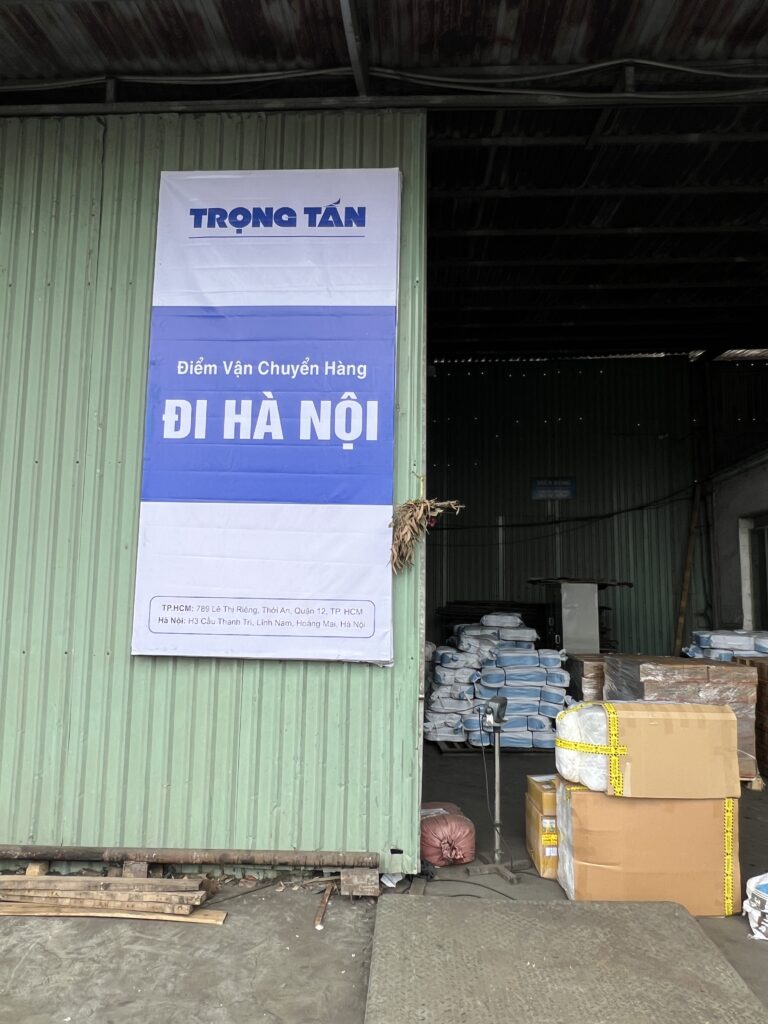 TRỌNG TẤN
Điểm Vận Chuyển Hàng
ĐI HÀ NỘI
TP.HCM: 789 Lê Thị Riêng, Thới An, Quận 12, TP. HCM
Hà Nội: H3 Cầu Thanh Trì, Lĩnh Nam, Hoàng Mai, Hà Nội